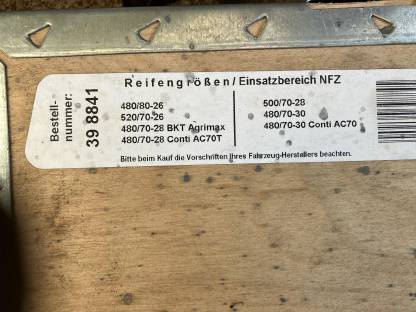 Bestell-
nummer:
39 8841
Reifengrößen/Einsatzbereich NFZ
480/80-26
520/70-26
480/70-28 BKT Agrimax
480/70-28 Conti AC70T
500/70-28
480/70-30
480/70-30 Conti AC70
Bitte beim Kauf die Vorschriften Ihres Fahrzeug-Herstellers beachten.